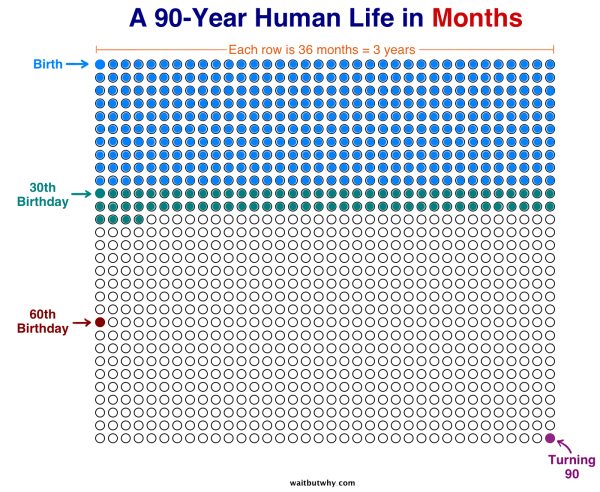 A 90-Year Human Life in Months
Each row is 36 months = 3 years
Birth
30th
Birthday
60th
Birthday
Turning
90
waitbutwhy.com